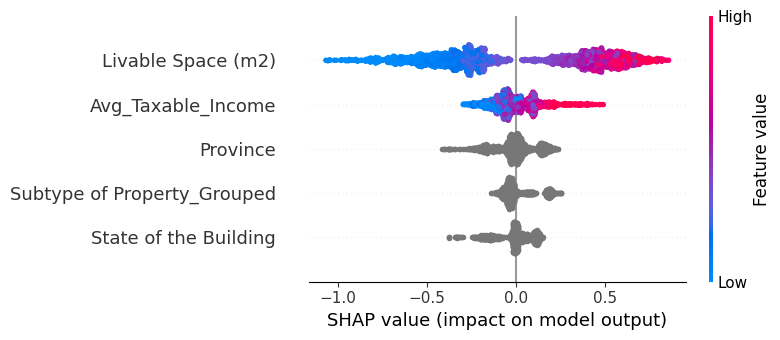 High
Livable Space (m2)
Avg_Taxable_Income
Province
Subtype of Property_Grouped
State of the Building
Feature value
Low
−1.0 −0.5 0.0 0.5
SHAP value (impact on model output)